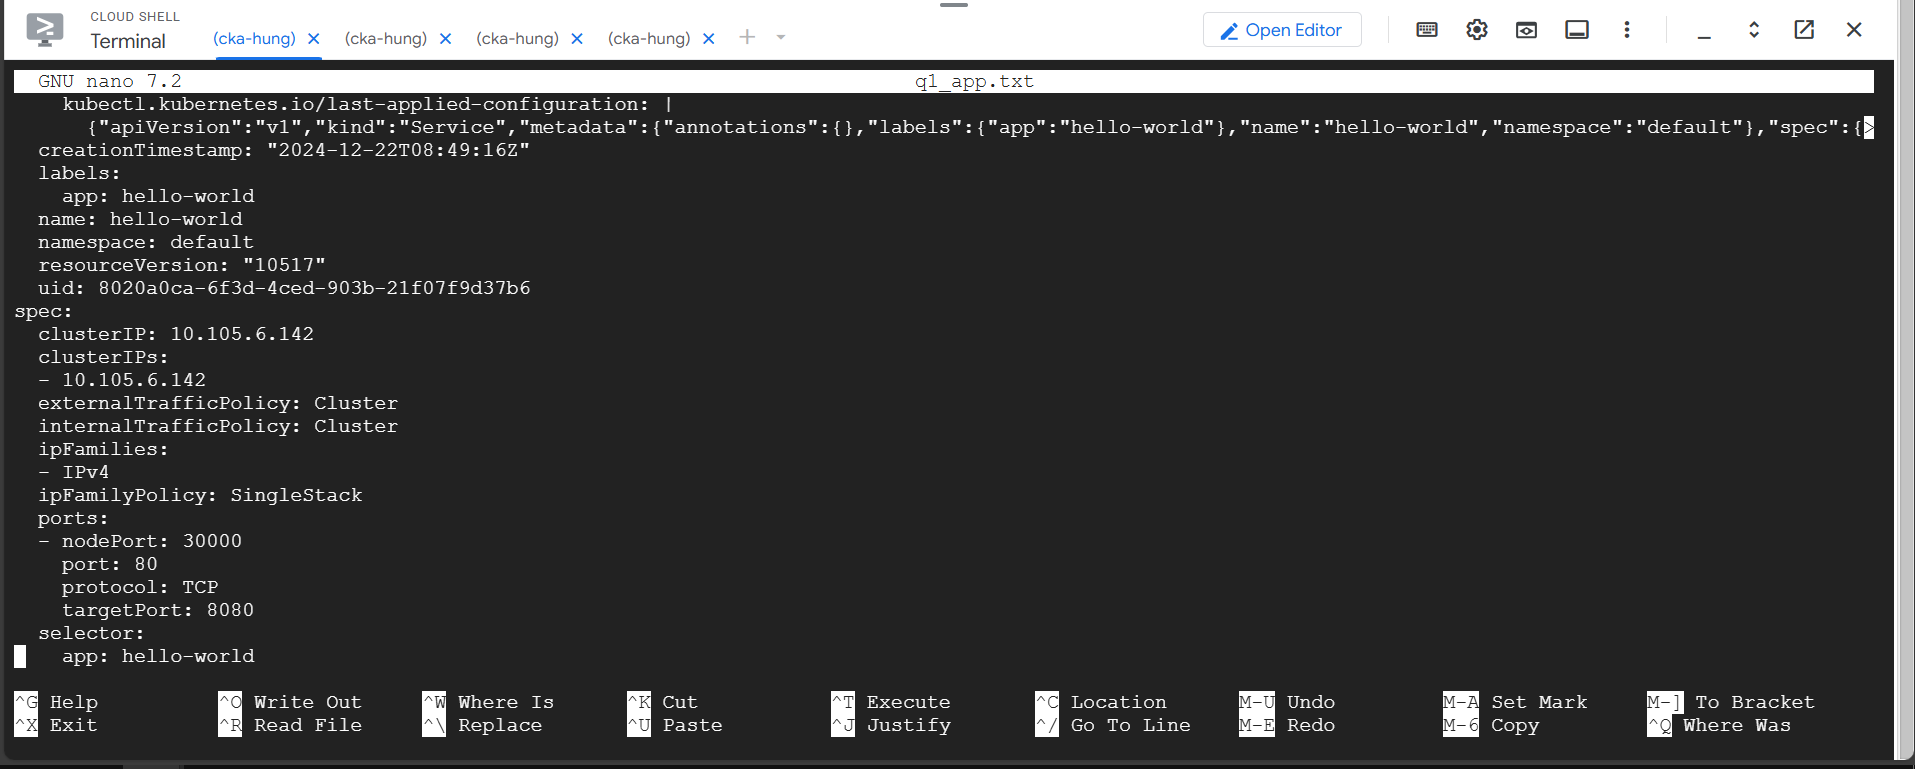 CLOUD SHELL
Terminal
(cka-hung) (cka-hung) (cka-hung) (cka-hung)
Open Editor
GNU nano 7.2 q1_app.txt
kubectl.kubernetes.io/last-applied-configuration: |
{"apiVersion":"v1","kind":"Service","metadata":{"annotations":{},"labels":{"app":"hello-world"},"name":"hello-world","namespace":"default"},"spec":{>
creationTimestamp: "2024-12-22T08:49:16Z"
labels:
app: hello-world
name: hello-world
namespace: default
resourceVersion: "10517"
uid: 8020a0ca-6f3d-4ced-903b-21f07f9d37b6
spec:
clusterIP: 10.105.6.142
clusterIPs:
- 10.105.6.142
externalTrafficPolicy: Cluster
internalTrafficPolicy: Cluster
ipFamilies:
- IPv4
ipFamilyPolicy: SingleStack
ports:
- nodePort: 30000
port: 80
protocol: TCP
targetPort: 8080
selector:
app: hello-world
^G Help ^O Write Out ^W Where Is ^K Cut ^T Execute ^C Location M-U Undo M-A Set Mark M-] To Bracket
^X Exit ^R Read File ^\ Replace ^U Paste ^J Justify ^/ Go To Line M-E Redo M-6 Copy ^Q Where Was